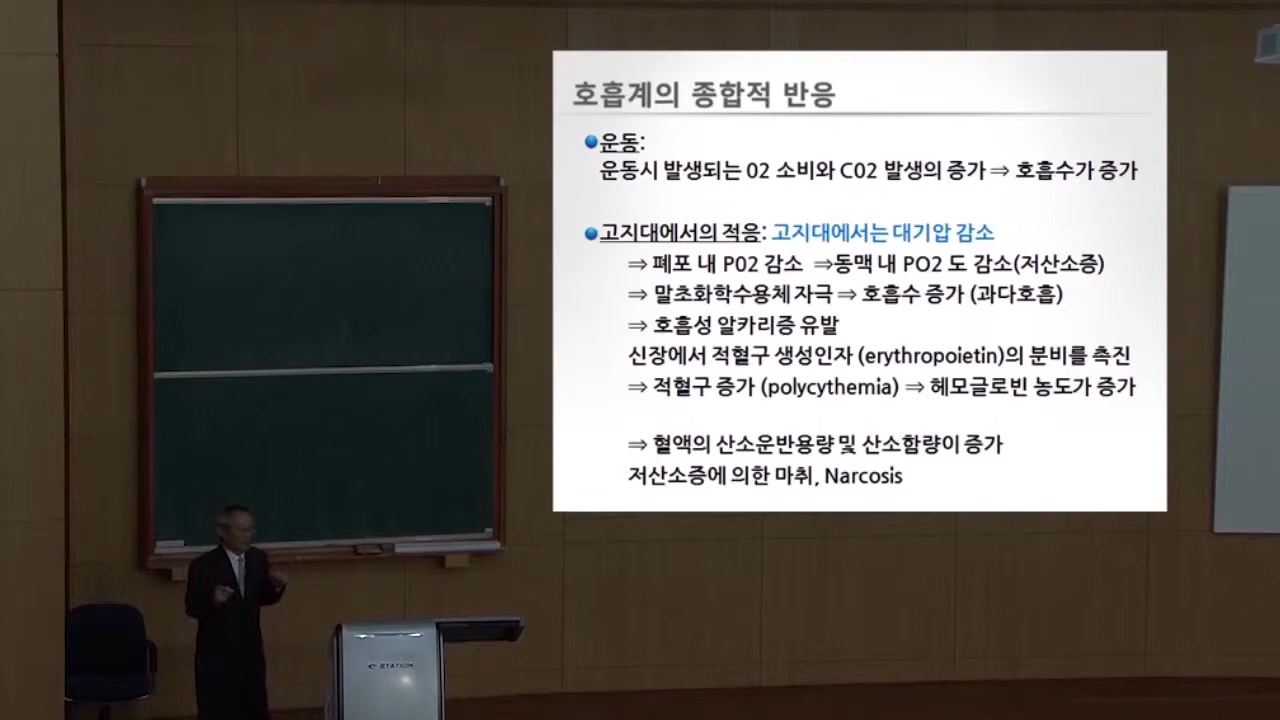 호흡계의 종합적 반응
운동:
운동시 발생되는 02 소비와 C02 발생의 증가 ⇒ 호흡수가 증가
고지대에서의 적응: 고지대에서는 대기압 감소
⇒ 폐포 내 P02 감소 ⇒동맥 내 PO2 도 감소(저산소증)
⇒ 말초화학수용체 자극 ⇒ 호흡수 증가 (과다호흡)
⇒ 호흡성 알카리증 유발
신장에서 적혈구 생성인자 (erythropoietin)의 분비를 촉진
⇒ 적혈구 증가 (polycythemia) ⇒ 헤모글로빈 농도가 증가
⇒ 혈액의 산소운반용량 및 산소함량이 증가
저산소증에 의한 마취, Narcosis
STATION